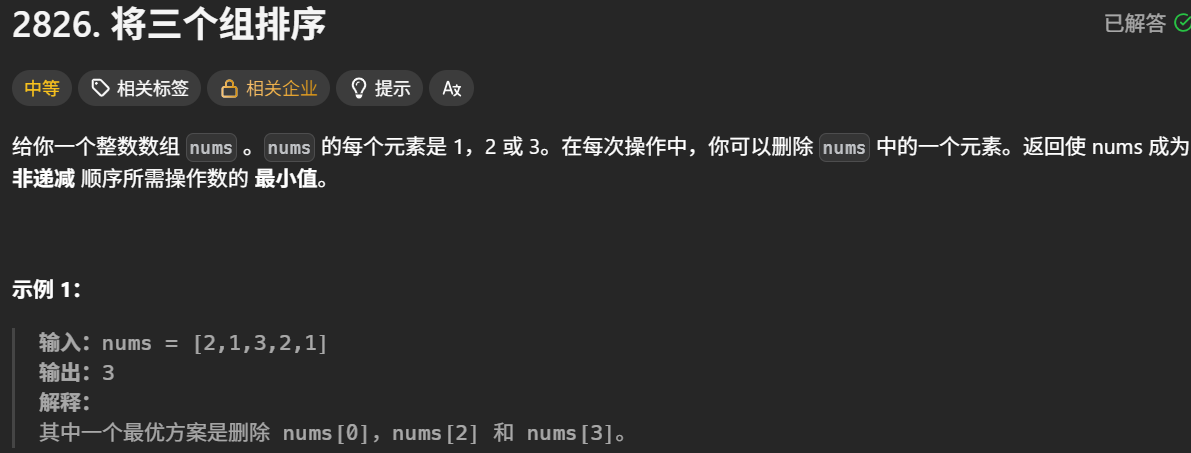 2826. 将三个组排序
已解答
中等 相关标签 相关企业 提示
给你一个整数数组 nums 。nums 的每个元素是 1，2 或 3。在每次操作中，你可以删除 nums 中的一个元素。返回使 nums 成为
非递减 顺序所需操作数的 最小值。
示例 1：
输入：nums = [2,1,3,2,1]
输出：3
解释：
其中一个最优方案是删除 nums[0]，nums[2] 和 nums[3]。